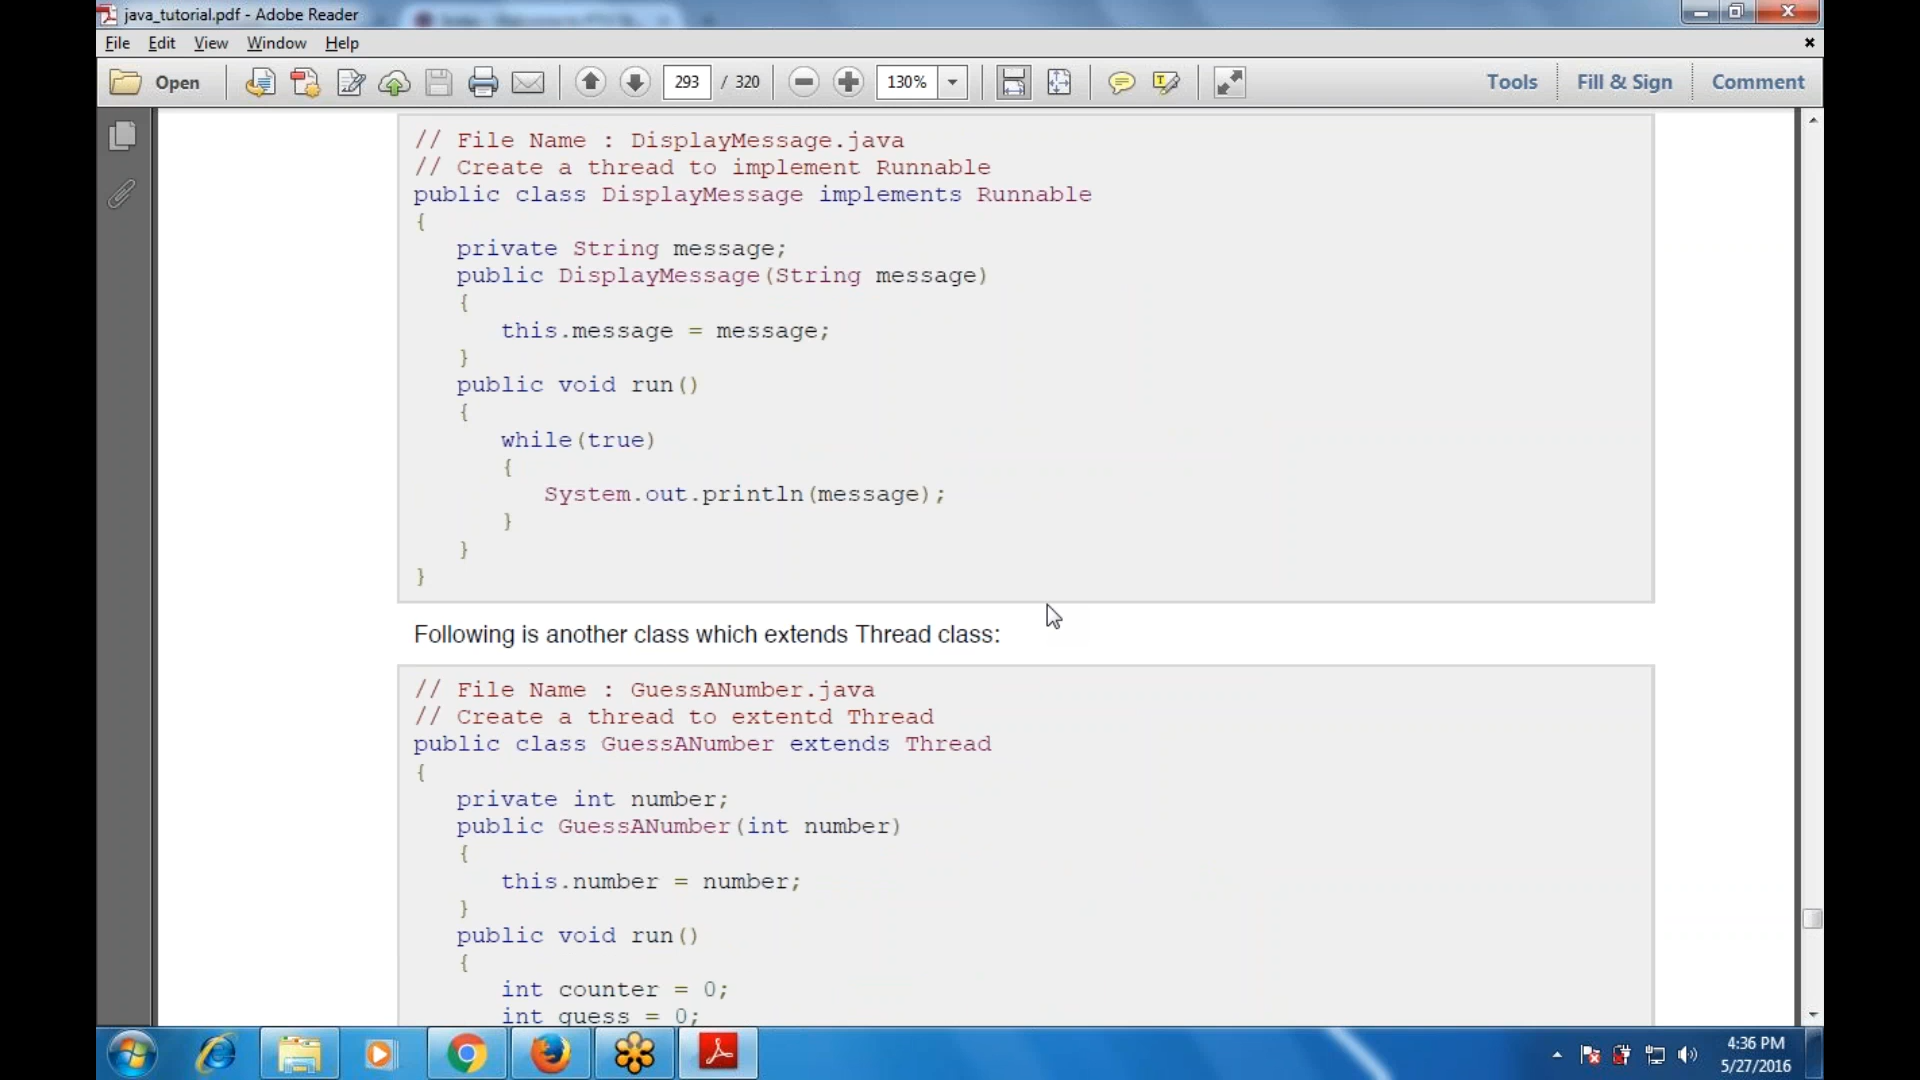 java_tutorial.pdf - Adobe Reader
File Edit View Window Help
Open 293 / 320 130% Tools Fill & Sign Comment
// File Name : DisplayMessage.java
// Create a thread to implement Runnable
public class DisplayMessage implements Runnable
{
private String message;
public DisplayMessage(String message)
{
this.message = message;
}
public void run()
{
while(true)
{
System.out.println(message);
}
}
}
Following is another class which extends Thread class:
// File Name : GuessANumber.java
// Create a thread to extentd Thread
public class GuessANumber extends Thread
{
private int number;
public GuessANumber(int number)
{
this.number = number;
}
public void run()
{
int counter = 0;
int guess = 0;
4:36 PM
5/27/2016